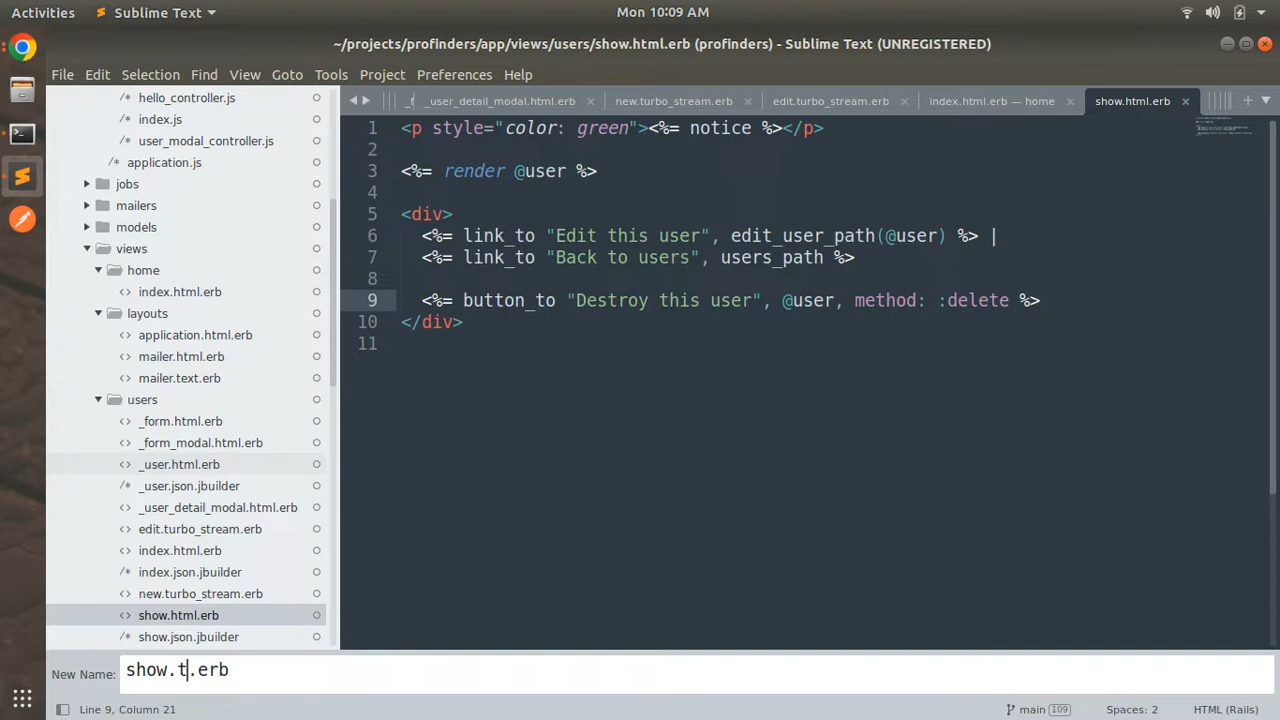 Activities Sublime Text Mon 10:09 AM
~/projects/profinders/app/views/users/show.html.erb (profinders) - Sublime Text (UNREGISTERED)
File Edit Selection Find View Goto Tools Project Preferences Help
_user_detail_modal.html.erb new.turbo_stream.erb edit.turbo_stream.erb index.html.erb — home show.html.erb
hello_controller.js
index.js
user_modal_controller.js
application.js
jobs
mailers
models
views
home
index.html.erb
layouts
application.html.erb
mailer.html.erb
mailer.text.erb
users
_form.html.erb
_form_modal.html.erb
_user.html.erb
_user.json.jbuilder
_user_detail_modal.html.erb
edit.turbo_stream.erb
index.html.erb
index.json.jbuilder
new.turbo_stream.erb
show.html.erb
show.json.jbuilder
1 <p style="color: green"><%= notice %></p>
2
3 <%= render @user %>
4
5 <div>
6 <%= link_to "Edit this user", edit_user_path(@user) %> |
7 <%= link_to "Back to users", users_path %>
8
9 <%= button_to "Destroy this user", @user, method: :delete %>
10 </div>
11
New Name: show.t.erb
Line 9, Column 21 main 109 Spaces: 2 HTML (Rails)